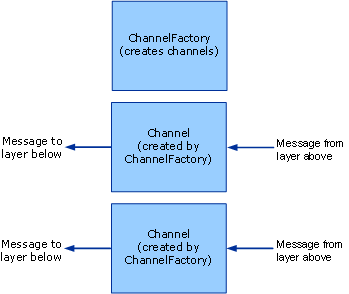 ChannelFactory
(creates channels)
Message to
layer below
Channel
(created by
ChannelFactory)
Message from
layer above
Message to
layer below
Channel
(created by
ChannelFactory)
Message from
layer above